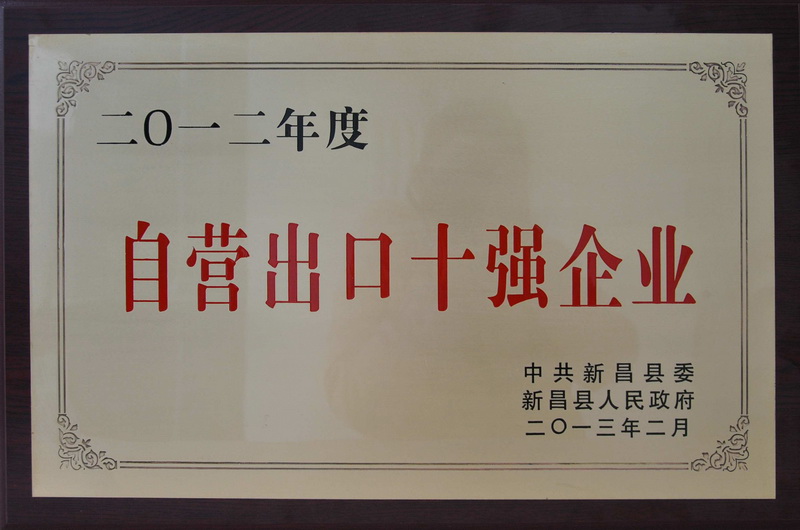 二〇一二年度
自营出口十强企业
中共新昌县委
新昌县人民政府
二〇一三年二月